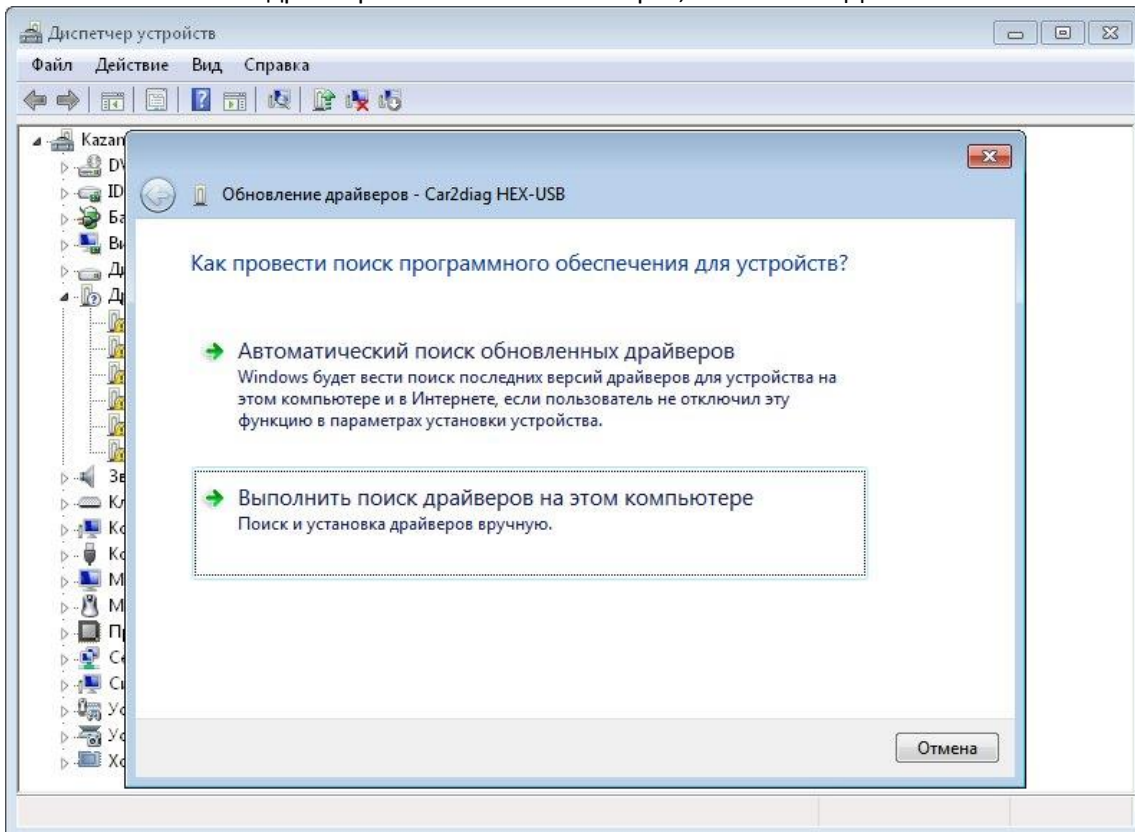 Диспетчер устройств
Файл Действие Вид Справка
Kazan
Обновление драйверов - Car2diag HEX-USB
Как провести поиск программного обеспечения для устройств?
Автоматический поиск обновленных драйверов
Windows будет вести поиск последних версий драйверов для устройства на
этом компьютере и в Интернете, если пользователь не отключил эту
функцию в параметрах установки устройства.
Выполнить поиск драйверов на этом компьютере
Поиск и установка драйверов вручную.
Отмена